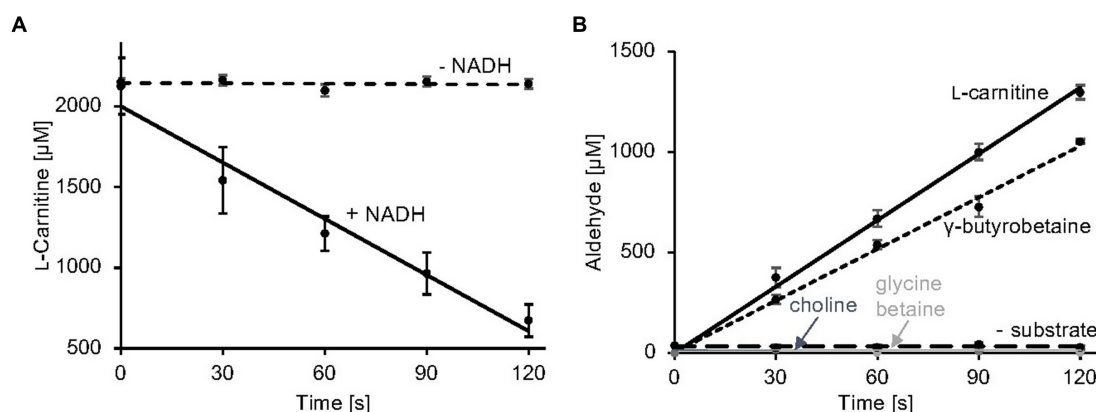 A
L-Carnitine [µM]
2000
1500
1000
500
- NADH
+ NADH
0 30 60 90 120
Time [s]
B
Aldehyde [µM]
1500
1000
500
0
L-carnitine
γ-butyrobetaine
glycine
betaine
choline
- substrate
0 30 60 90 120
Time [s]